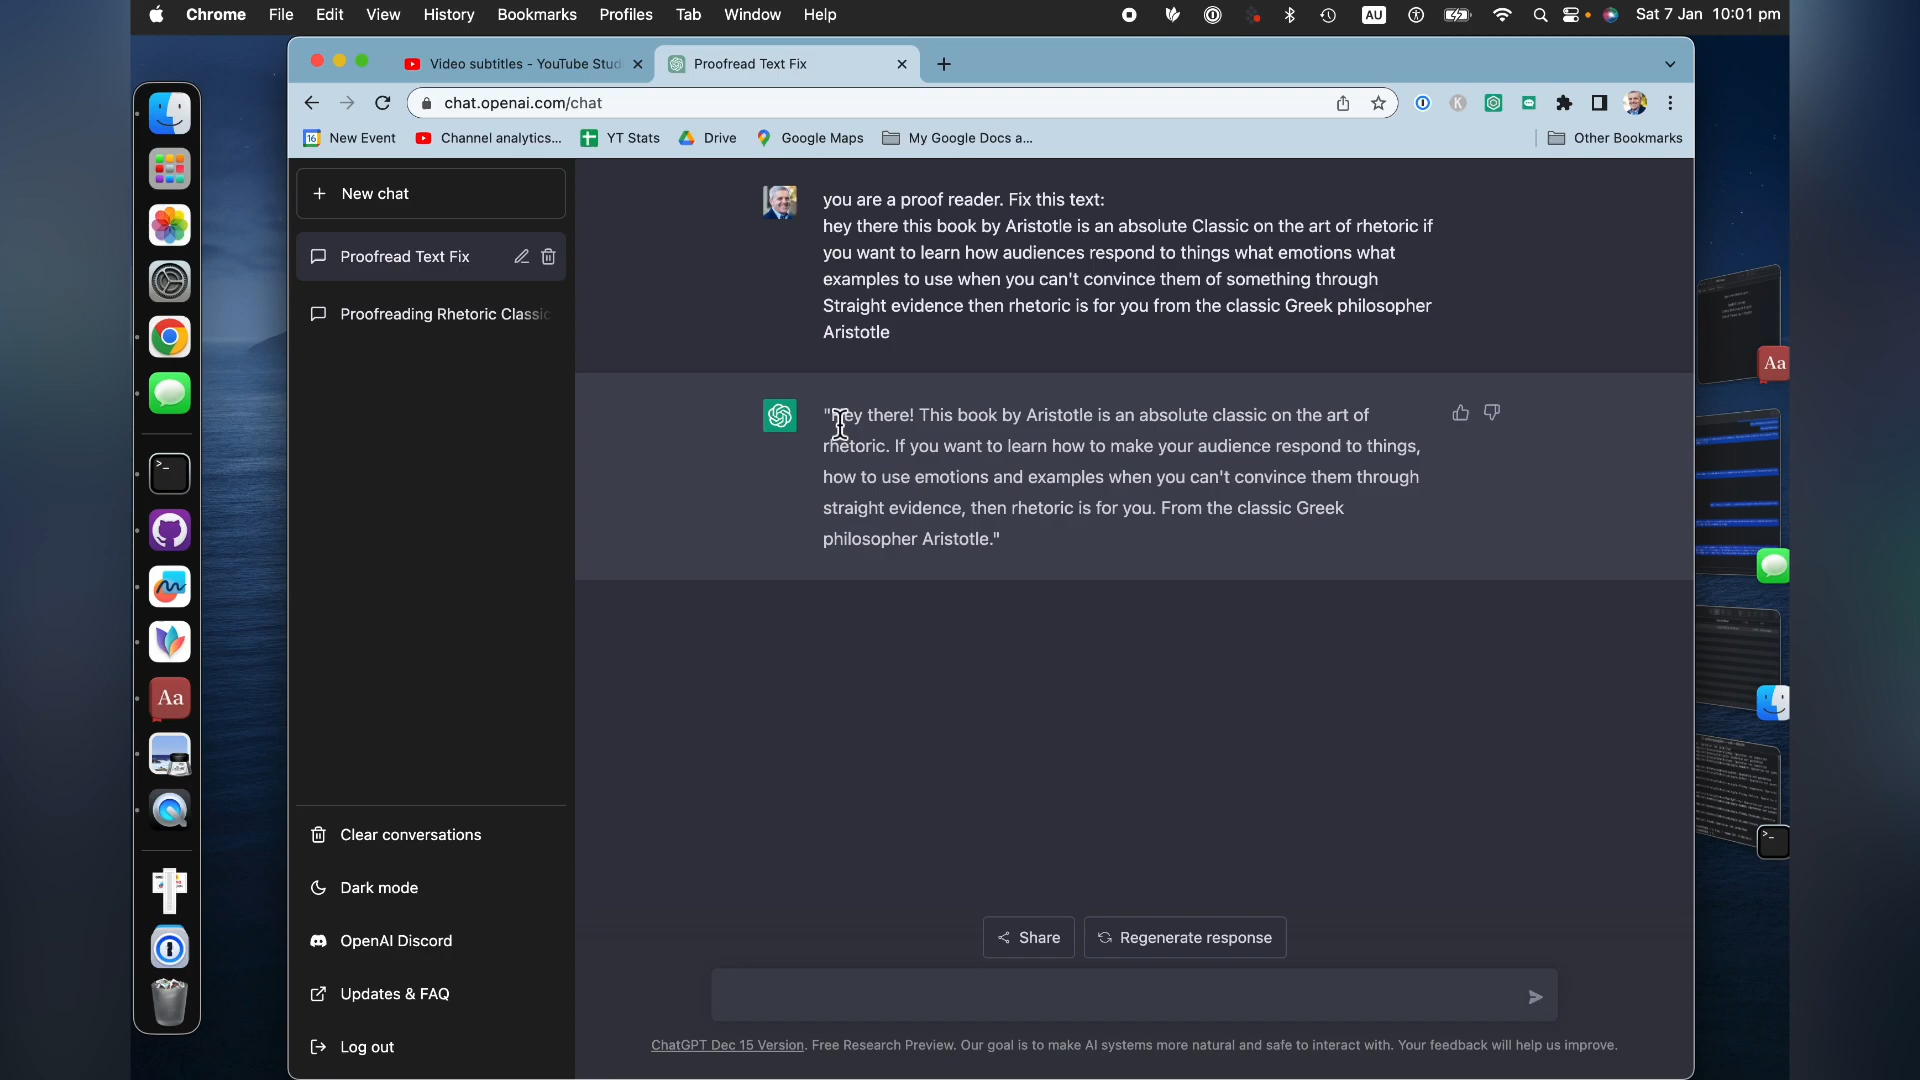 Chrome File Edit View History Bookmarks Profiles Tab Window Help AU Sat 7 Jan 10:01 pm
Video subtitles - YouTube Stud Proofread Text Fix
chat.openai.com/chat
New Event Channel analytics... YT Stats Drive Google Maps My Google Docs a... Other Bookmarks
New chat
Proofread Text Fix
Proofreading Rhetoric Classic
you are a proof reader. Fix this text:
hey there this book by Aristotle is an absolute Classic on the art of rhetoric if
you want to learn how audiences respond to things what emotions what
examples to use when you can't convince them of something through
Straight evidence then rhetoric is for you from the classic Greek philosopher
Aristotle
"Hey there! This book by Aristotle is an absolute classic on the art of
rhetoric. If you want to learn how to make your audience respond to things,
how to use emotions and examples when you can't convince them through
straight evidence, then rhetoric is for you. From the classic Greek
philosopher Aristotle."
Clear conversations
Dark mode
OpenAI Discord
Updates & FAQ
Log out
Share Regenerate response
ChatGPT Dec 15 Version. Free Research Preview. Our goal is to make AI systems more natural and safe to interact with. Your feedback will help us improve.
Aa
Aa